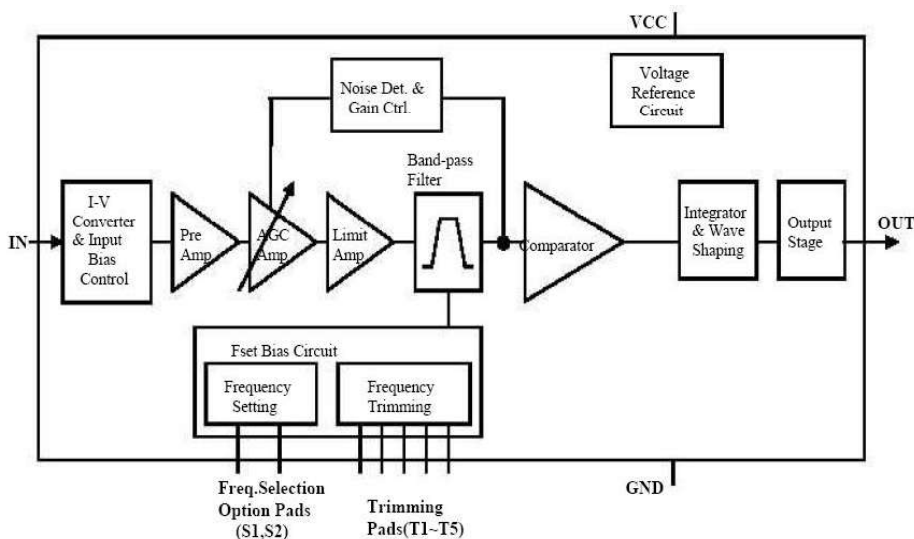 VCC
Noise Det. &
Gain Ctrl.
Voltage
Reference
Circuit
Band-pass
Filter
I-V
Converter
& Input
Bias
Control
IN
Pre
Amp
AGC
Amp
Limit
Amp
Comparator
Integrator
& Wave
Shaping
Output
Stage
OUT
Fset Bias Circuit
Frequency
Setting
Frequency
Trimming
Freq.Selection
Option Pads
(S1,S2)
Trimming
Pads(T1~T5)
GND